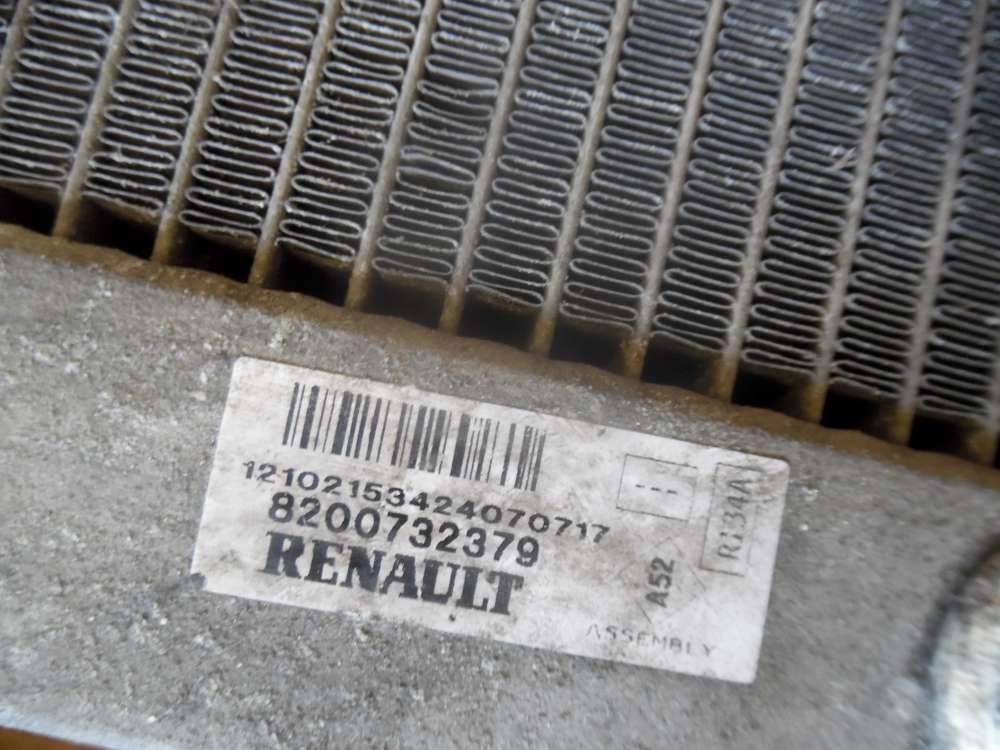 12102153424070717
8200732379
RENAULT
---
R134A
A52
ASSEMBLY